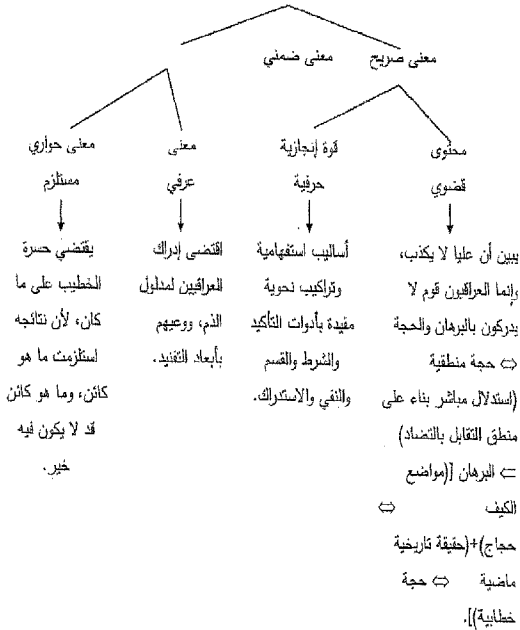 معنى صريح معنى ضمني
محتوى قوة إنجازية معنى معنى حواري
قضوي حرفية عرفي مستلزم
يبين أن عليا لا يكذب،
وإنما العراقيون قوم لا
يدركون بالبرهان والحجة
⇔ حجة منطقية
(استدلال مباشر بناء على
منطق التقابل بالتضاد)
⊃ البرهان [(مواضع
الكيف ⇔
حجاج)+(حقيقة تاريخية
ماضية ⇔ حجة
خطابية)].
أساليب استفهامية
وتراكيب نحوية
مفيدة بأدوات التأكيد
والشرط والقسم
والنفي والاستدراك.
اقتضى إدراك
العراقيين لمدلول
الذم، ووعيهم
بأبعاد التفنيد.
يقتضي حسرة
الخطيب على ما
كان، لأن نتائجه
استلزمت ما هو
كائن، وما هو كائن
قد لا يكون فيه
خير.